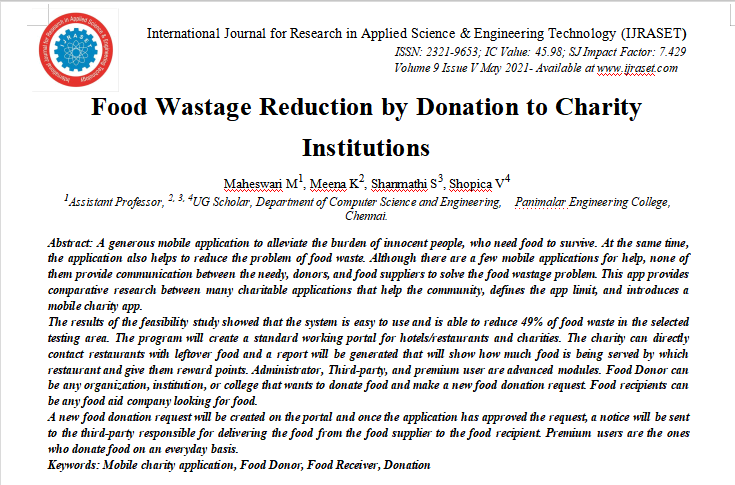 International Journal for Research in Applied Science & Engineering Technology (IJRASET)
ISSN: 2321-9653; IC Value: 45.98; SJ Impact Factor: 7.429
Volume 9 Issue V May 2021- Available at www.ijraset.com
Food Wastage Reduction by Donation to Charity
Institutions
Maheswari M1, Meena K2, Shanmathi S3, Shopica V4
1Assistant Professor, 2, 3, 4UG Scholar, Department of Computer Science and Engineering, Panimalar Engineering College,
Chennai.
Abstract: A generous mobile application to alleviate the burden of innocent people, who need food to survive. At the same time,
the application also helps to reduce the problem of food waste. Although there are a few mobile applications for help, none of
them provide communication between the needy, donors, and food suppliers to solve the food wastage problem. This app provides
comparative research between many charitable applications that help the community, defines the app limit, and introduces a
mobile charity app.
The results of the feasibility study showed that the system is easy to use and is able to reduce 49% of food waste in the selected
testing area. The program will create a standard working portal for hotels/restaurants and charities. The charity can directly
contact restaurants with leftover food and a report will be generated that will show how much food is being served by which
restaurant and give them reward points. Administrator, Third-party, and premium user are advanced modules. Food Donor can
be any organization, institution, or college that wants to donate food and make a new food donation request. Food recipients can
be any food aid company looking for food.
A new food donation request will be created on the portal and once the application has approved the request, a notice will be sent
to the third-party responsible for delivering the food from the food supplier to the food recipient. Premium users are the ones
who donate food on an everyday basis.
Keywords: Mobile charity application, Food Donor, Food Receiver, Donation